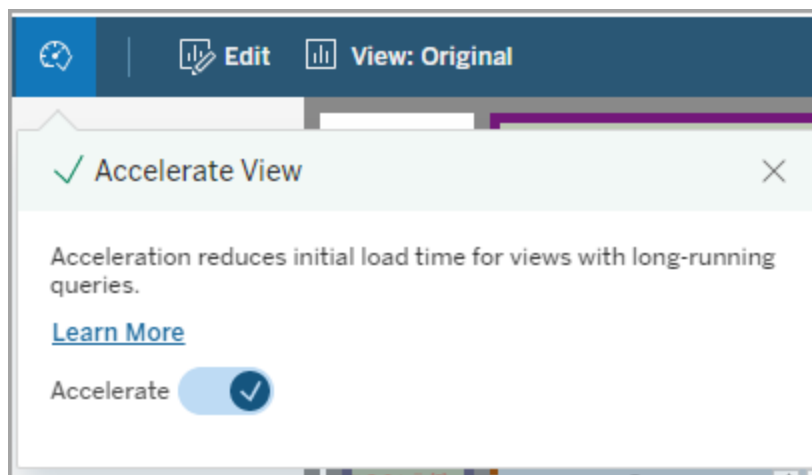 Edit View: Original
Accelerate View
Acceleration reduces initial load time for views with long-running
queries.
Learn More
Accelerate